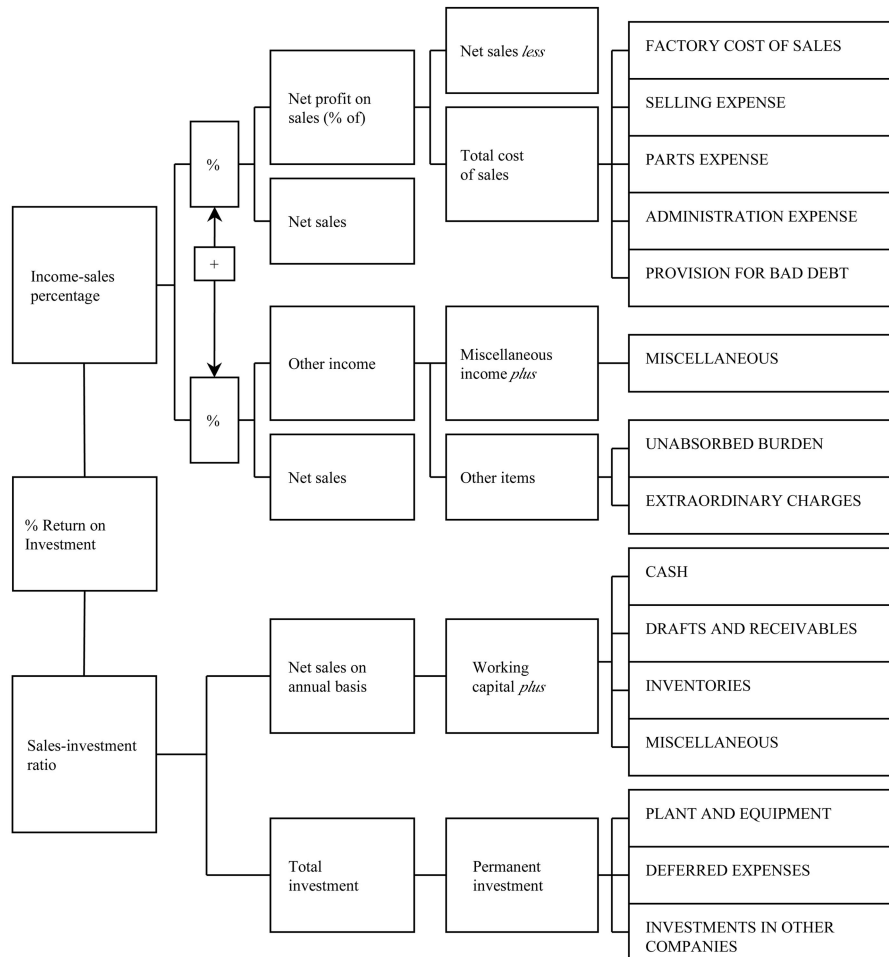 Net sales less
FACTORY COST OF SALES
SELLING EXPENSE
PARTS EXPENSE
ADMINISTRATION EXPENSE
PROVISION FOR BAD DEBT
Net profit on
sales (% of)
Total cost
of sales
%
Net sales
+
Income-sales
percentage
Other income
Miscellaneous
income plus
MISCELLANEOUS
%
Net sales
Other items
UNABSORBED BURDEN
EXTRAORDINARY CHARGES
% Return on
Investment
CASH
DRAFTS AND RECEIVABLES
INVENTORIES
MISCELLANEOUS
Net sales on
annual basis
Working
capital plus
Sales-investment
ratio
PLANT AND EQUIPMENT
DEFERRED EXPENSES
INVESTMENTS IN OTHER
COMPANIES
Total
investment
Permanent
investment